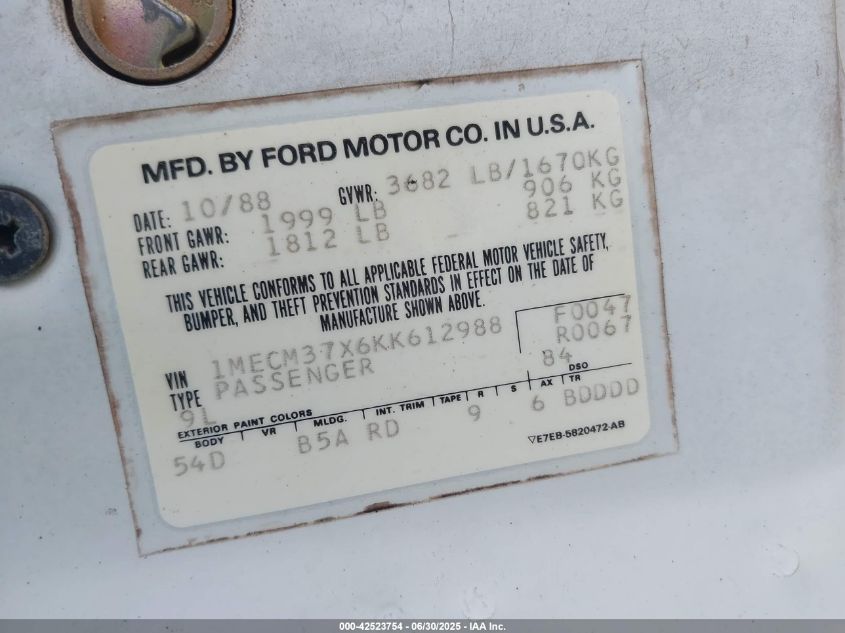 MFD. BY FORD MOTOR CO. IN U.S.A.
DATE: 10/88 GVWR: 3682 LB/1670KG
FRONT GAWR: 1999 LB 906 KG
REAR GAWR: 1812 LB 821 KG
THIS VEHICLE CONFORMS TO ALL APPLICABLE FEDERAL MOTOR VEHICLE SAFETY,
BUMPER, AND THEFT PREVENTION STANDARDS IN EFFECT ON THE DATE OF
MANUFACTURE SHOWN ABOVE.
F0047
VIN 1MECM37X6KK612988 R0067
TYPE PASSENGER 84
9L DSO
EXTERIOR PAINT COLORS
BODY VR MLDG. INT. TRIM TAPE R S AX TR
54D B5A RD 9 6 BDDDD
▽E7EB-5820472-AB
000-42523754 - 06/30/2025 - IAA Inc.